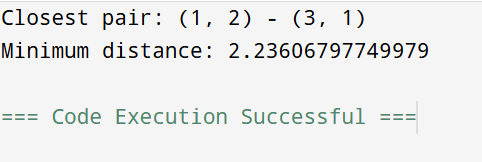 Closest pair: (1, 2) - (3, 1)
Minimum distance: 2.23606797749979
=== Code Execution Successful ===